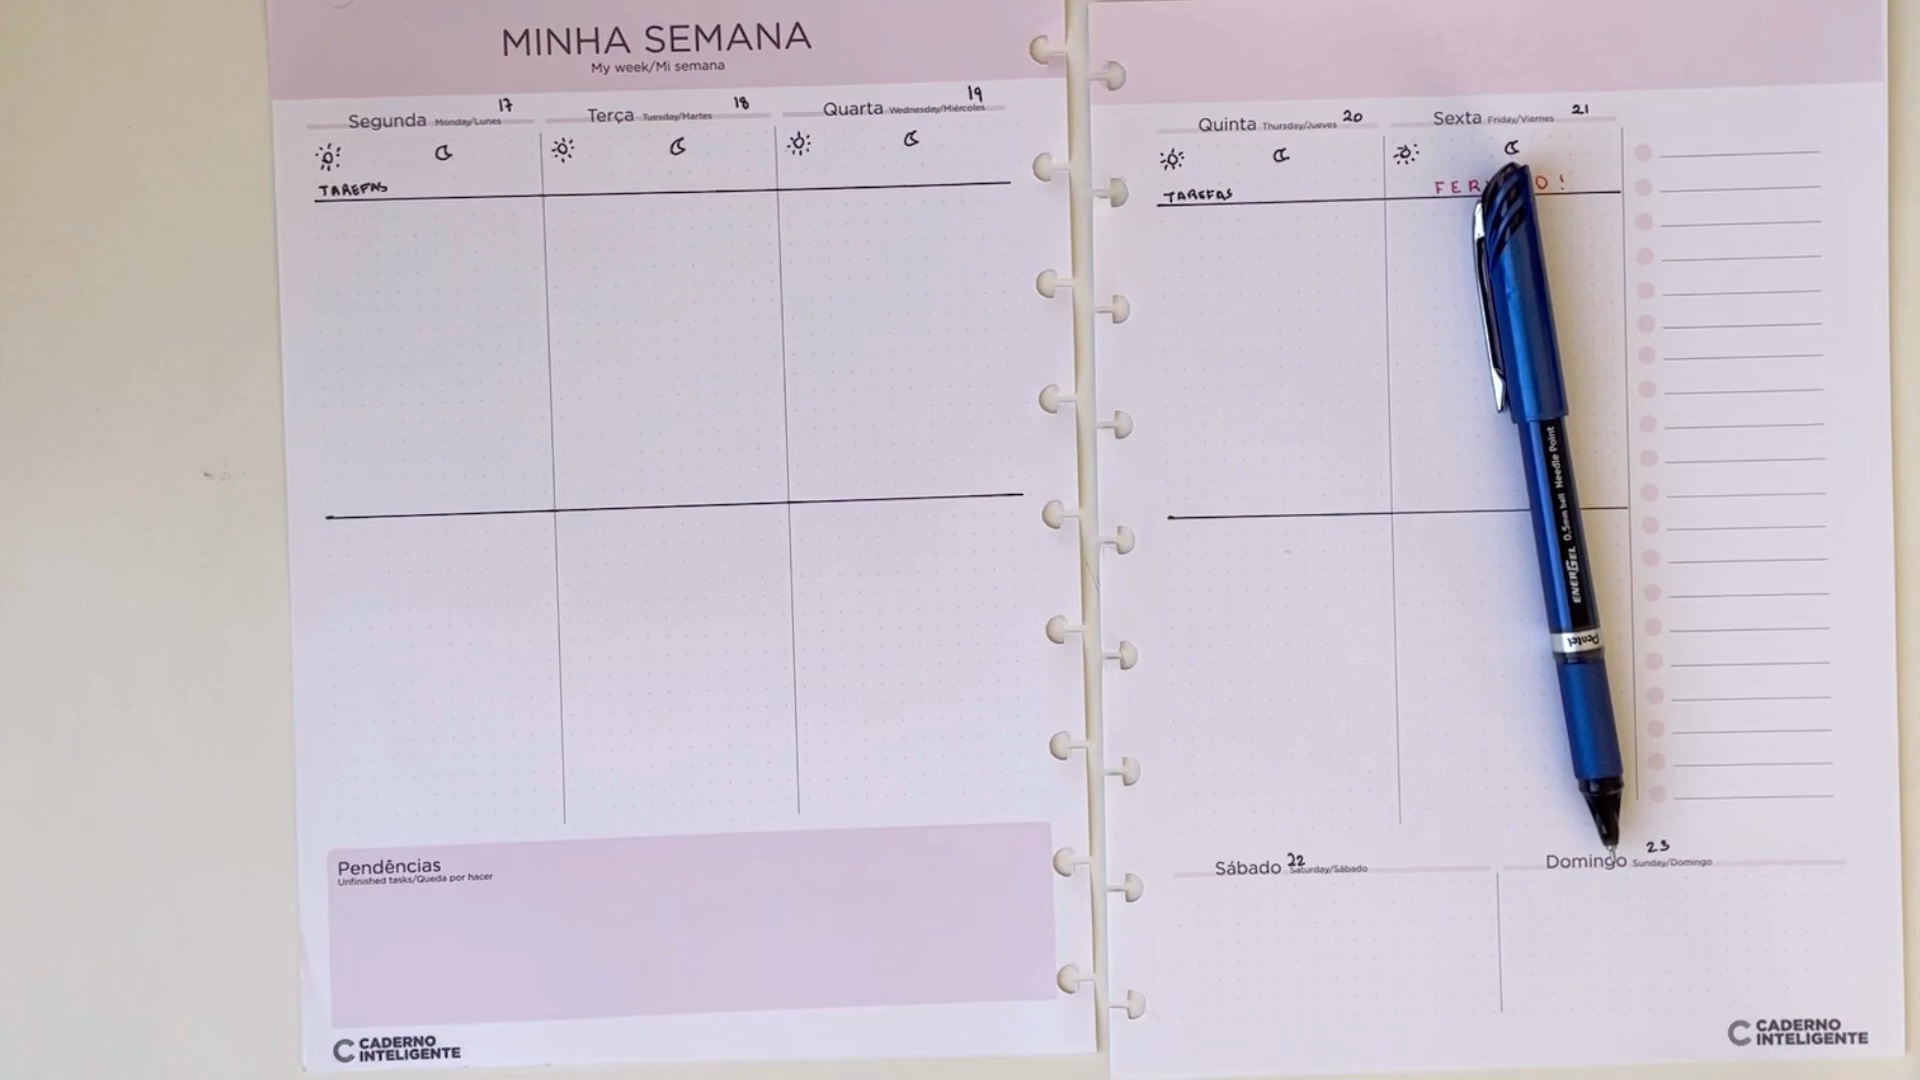 MINHA SEMANA
My week/Mi semana
Segunda Monday/Lunes 17
Terça Tuesday/Martes 18
Quarta Wednesday/Miércoles 19
TAREFAS
Pendências
Unfinished tasks/Queda por hacer
CADERNO
INTELIGENTE
Quinta Thursday/Jueves 20
Sexta Friday/Viernes 21
TAREFAS
ENERGEL 0.5mm ball Needle Point
Pentel
Sábado 22 Saturday/Sábado
Domingo Sunday/Domingo 23
CADERNO
INTELIGENTE